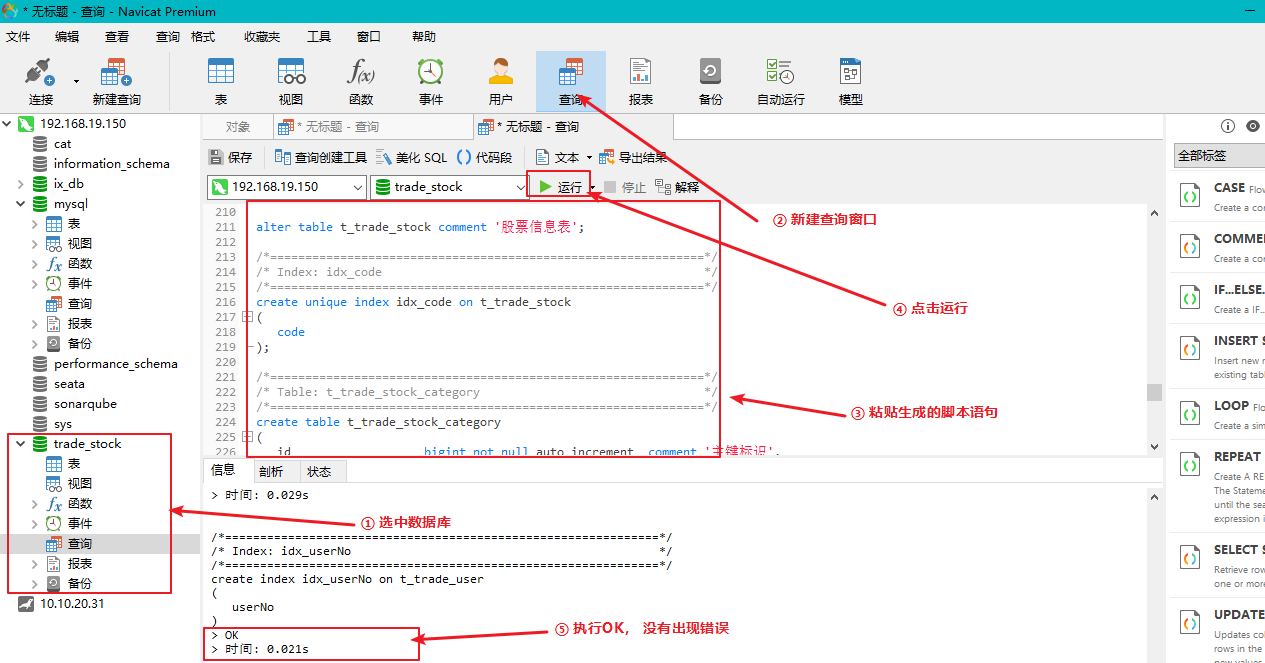 * 无标题 - 查询 - Navicat Premium
文件 编辑 查看 查询 格式 收藏夹 工具 窗口 帮助
连接 新建查询 表 视图 函数 事件 用户 查询 报表 备份 自动运行 模型
192.168.19.150
cat
information_schema
ix_db
mysql
表
视图
函数
事件
查询
报表
备份
performance_schema
seata
sonarqube
sys
trade_stock
表
视图
函数
事件
查询
报表
备份
10.10.20.31
对象 * 无标题 - 查询 * 无标题 - 查询
保存 查询创建工具 美化 SQL 代码段 文本 导出结果
192.168.19.150 trade_stock 运行 停止 解释
210
211 alter table t_trade_stock comment '股票信息表';
212
213 /*==============================================================*/
214 /* Index: idx_code */
215 /*==============================================================*/
216 create unique index idx_code on t_trade_stock
217 (
218 code
219 );
220
221 /*==============================================================*/
222 /* Table: t_trade_stock_category */
223 /*==============================================================*/
224 create table t_trade_stock_category
225 (
226 id bigint not null auto_increment comment '主键标识',
② 新建查询窗口
④ 点击运行
③ 粘贴生成的脚本语句
信息 剖析 状态
> 时间: 0.029s
/*==============================================================*/
/* Index: idx_userNo */
/*==============================================================*/
create index idx_userNo on t_trade_user
(
userNo
)
> OK
> 时间: 0.021s
① 选中数据库
⑤ 执行OK， 没有出现错误
全部标签
CASE Flow
Create a co
COMME
Create a co
IF...ELSE.
Create a IF..
INSERT S
Insert new r
existing tabl
LOOP Flo
Create a sim
REPEAT
Create A RE
The Stateme
until the sea
expression i
SELECT S
Retrieve row
one or more
UPDATE
Updates col
rows in the
new values